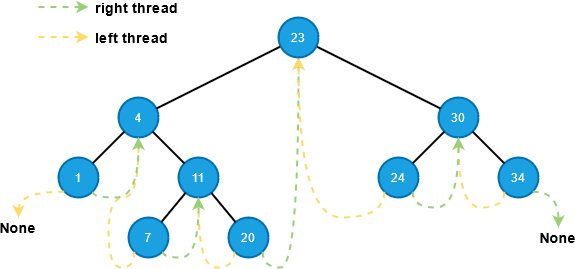 right thread
left thread
23
4
30
1
11
24
34
None
7
20
None